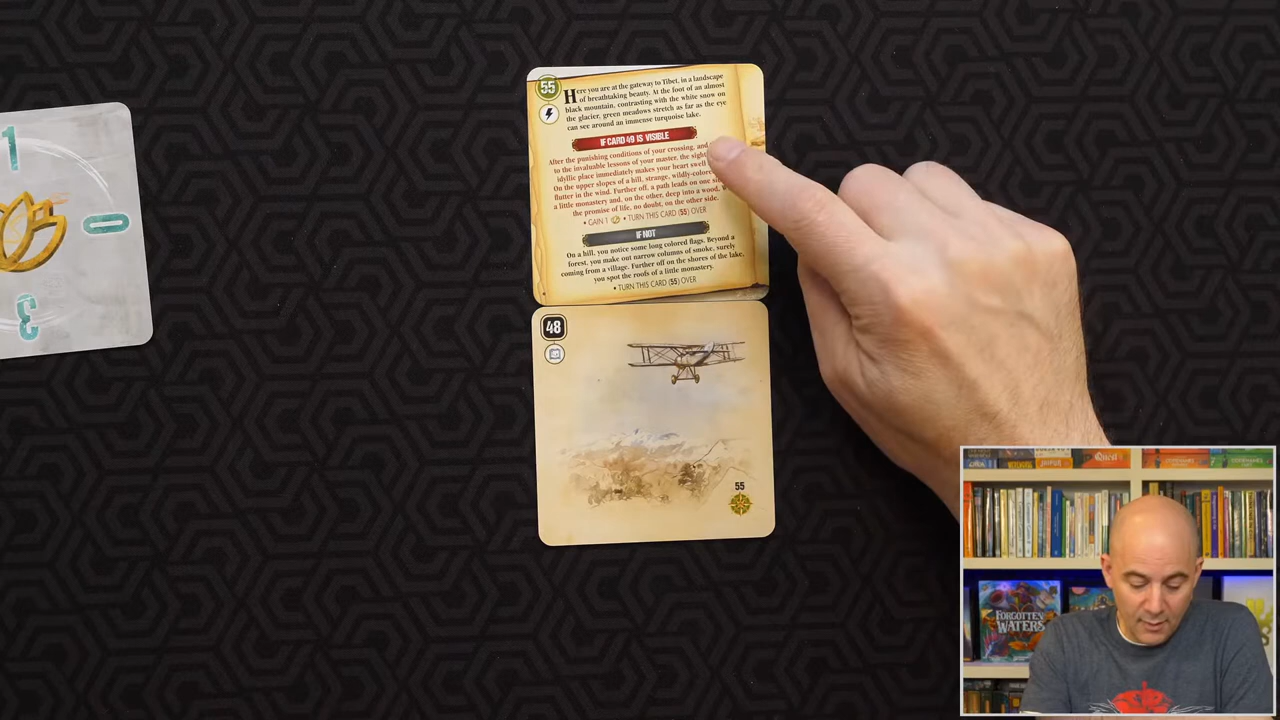 1
0
3
55
Here you are at the gateway to Tibet, in a landscape
of breathtaking beauty. At the foot of an almost
black mountain, contrasting with the white snow on
the glacier, green meadows stretch as far as the eye
can see around an immense turquoise lake.
IF CARD 49 IS VISIBLE
After the punishing conditions of your crossing, and
to the invaluable lessons of your master, the sight
idyllic place immediately makes your heart swell
On the upper slopes of a hill, strange, wildly-colored
flutter in the wind. Further off, a path leads on one
a little monastery and, on the other, deep into a wood,
the promise of life, no doubt, on the other side.
• GAIN 1 • TURN THIS CARD (55) OVER
IF NOT
On a hill, you notice some long colored flags. Beyond a
forest, you make out narrow columns of smoke, surely
coming from a village. Further off on the shores of the lake,
you spot the roofs of a little monastery.
• TURN THIS CARD (55) OVER
48
55
FORGOTTEN
WATERS